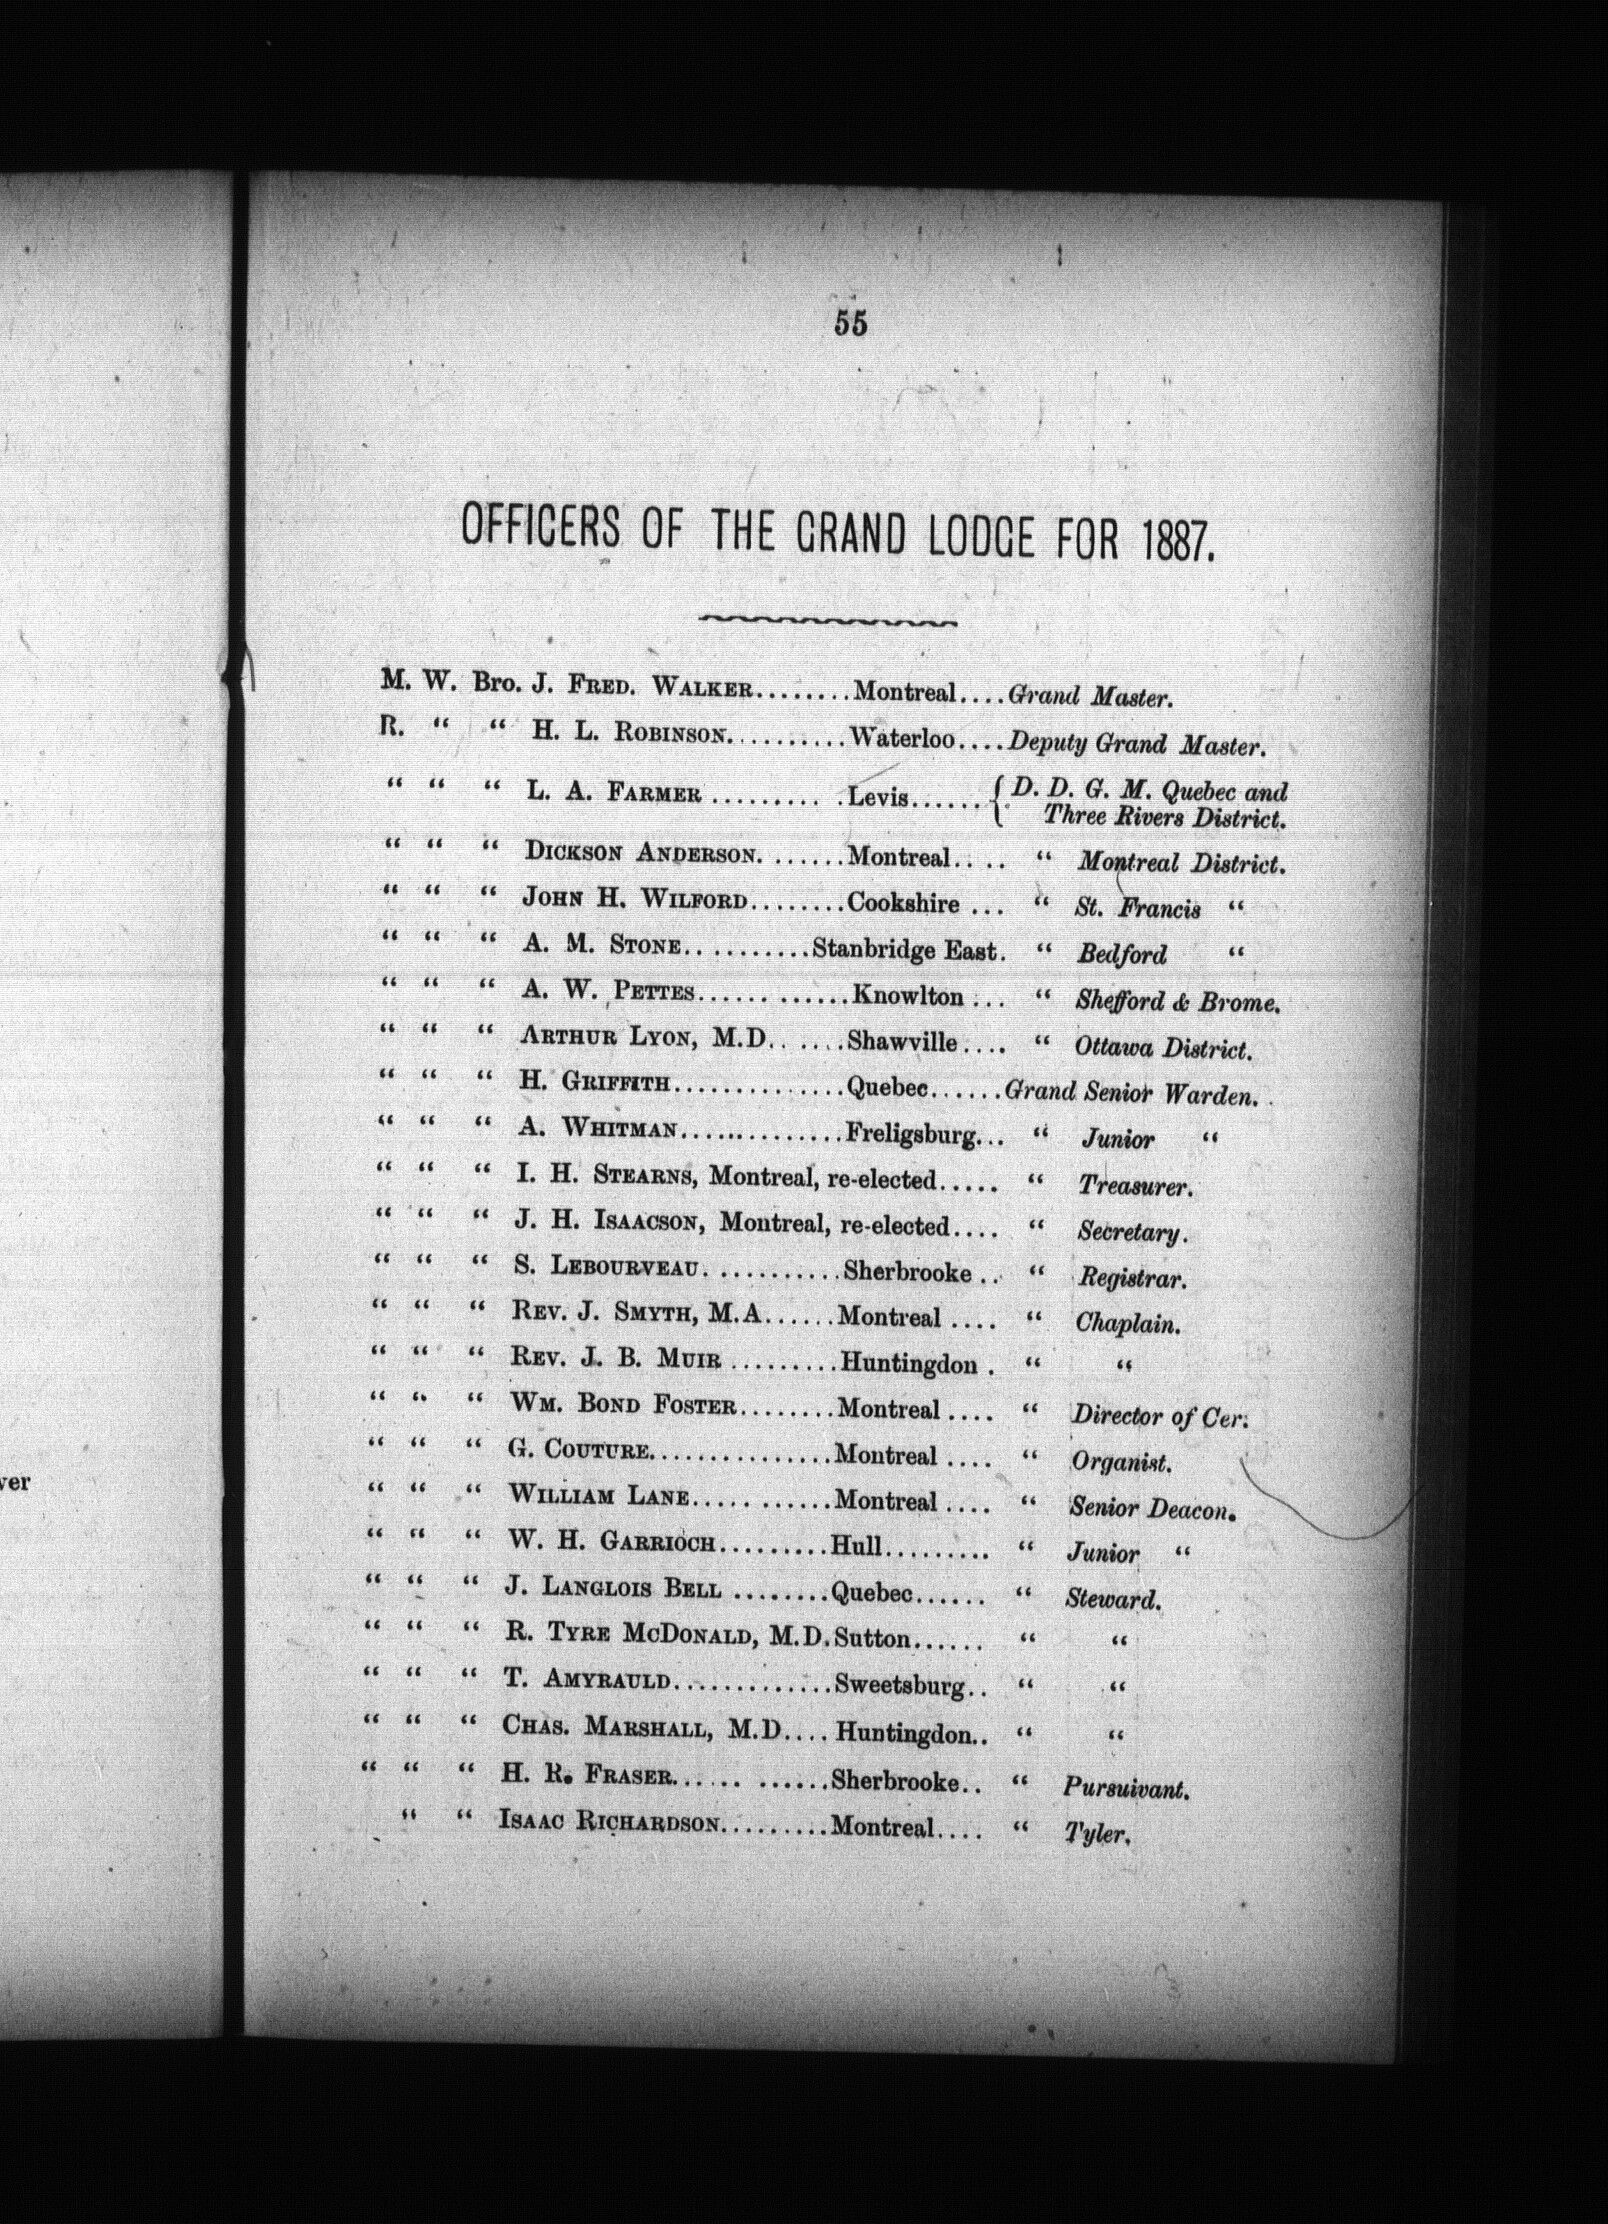 55
OFFICERS OF THE GRAND LODGE FOR 1887.
M. W. Bro. J. FRED. WALKER........Montreal....Grand Master.
R. “ “ H. L. ROBINSON..........Waterloo....Deputy Grand Master.
“ “ “ L. A. FARMER ..........Levis......{ D. D. G. M. Quebec and
Three Rivers District.
“ “ “ DICKSON ANDERSON.......Montreal.... “ Montreal District.
“ “ “ JOHN H. WILFORD........Cookshire ... “ St. Francis “
“ “ “ A. M. STONE..........Stanbridge East. “ Bedford “
“ “ “ A. W. PETTES............Knowlton ... “ Shefford & Brome.
“ “ “ ARTHUR LYON, M.D......Shawville.... “ Ottawa District.
“ “ “ H. GRIFFITH..............Quebec......Grand Senior Warden.
“ “ “ A. WHITMAN..............Freligsburg... “ Junior “
“ “ “ I. H. STEARNS, Montreal, re-elected..... “ Treasurer.
“ “ “ J. H. ISAACSON, Montreal, re-elected.... “ Secretary.
“ “ “ S. LEBOURVEAU...........Sherbrooke .. “ Registrar.
“ “ “ REV. J. SMYTH, M.A......Montreal .... “ Chaplain.
“ “ “ REV. J. B. MUIR .........Huntingdon . “ “
“ “ “ WM. BOND FOSTER........Montreal .... “ Director of Cer.
“ “ “ G. COUTURE...............Montreal .... “ Organist.
“ “ “ WILLIAM LANE...........Montreal .... “ Senior Deacon.
“ “ “ W. H. GARRIOCH.........Hull......... “ Junior “
“ “ “ J. LANGLOIS BELL ........Quebec...... “ Steward.
“ “ “ R. TYRE MCDONALD, M.D.Sutton...... “ “
“ “ “ T. AMYRAULD.............Sweetsburg.. “ “
“ “ “ CHAS. MARSHALL, M.D....Huntingdon.. “ “
“ “ “ H. R. FRASER............Sherbrooke.. “ Pursuivant.
“ “ ISAAC RICHARDSON.........Montreal.... “ Tyler.